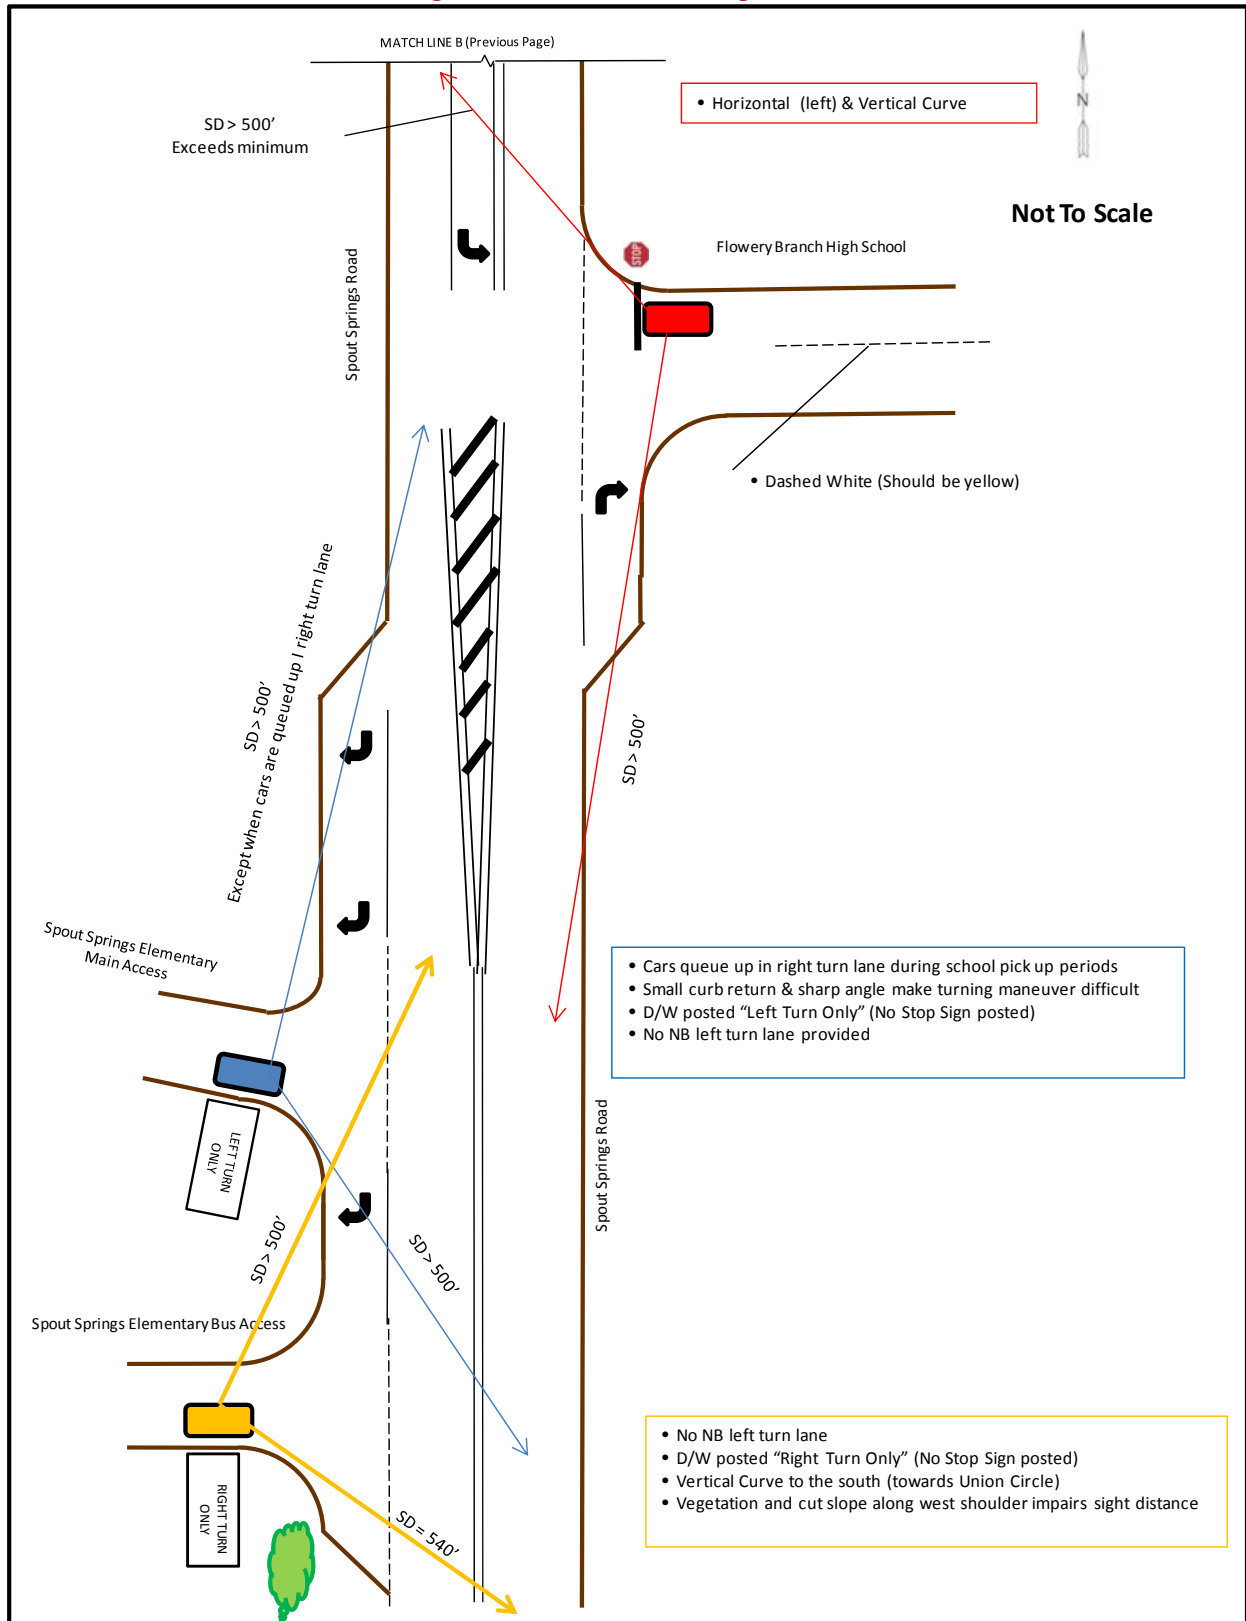 MATCH LINE B (Previous Page)
• Horizontal (left) & Vertical Curve
N
SD > 500’
Exceeds minimum
Not To Scale
STOP
Flowery Branch High School
Spout Springs Road
• Dashed White (Should be yellow)
SD > 500’
Except when cars are queued up I right turn lane
SD > 500’
Spout Springs Elementary
Main Access
• Cars queue up in right turn lane during school pick up periods
• Small curb return & sharp angle make turning maneuver difficult
• D/W posted “Left Turn Only” (No Stop Sign posted)
• No NB left turn lane provided
LEFT TURN
ONLY
Spout Springs Road
SD > 500’
SD > 500’
Spout Springs Elementary Bus Access
• No NB left turn lane
• D/W posted “Right Turn Only” (No Stop Sign posted)
• Vertical Curve to the south (towards Union Circle)
• Vegetation and cut slope along west shoulder impairs sight distance
RIGHT TURN
ONLY
SD = 540’